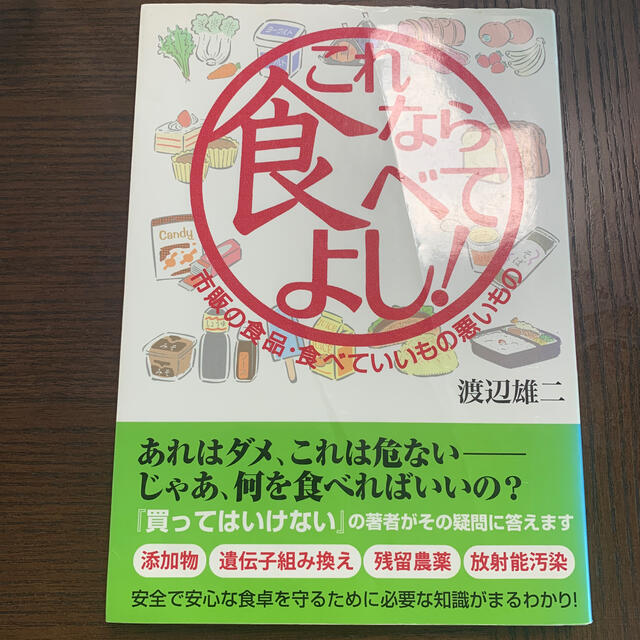 ヨーグルト
これ
なら
食べて
よし!
Candy
市販の食品・食べていいもの悪いもの
渡辺雄二
あれはダメ、これは危ない——
じゃあ、何を食べればいいの?
『買ってはいけない』の著者がその疑問に答えます
添加物 遺伝子組み換え 残留農薬 放射能汚染
安全で安心な食卓を守るために必要な知識がまるわかり!